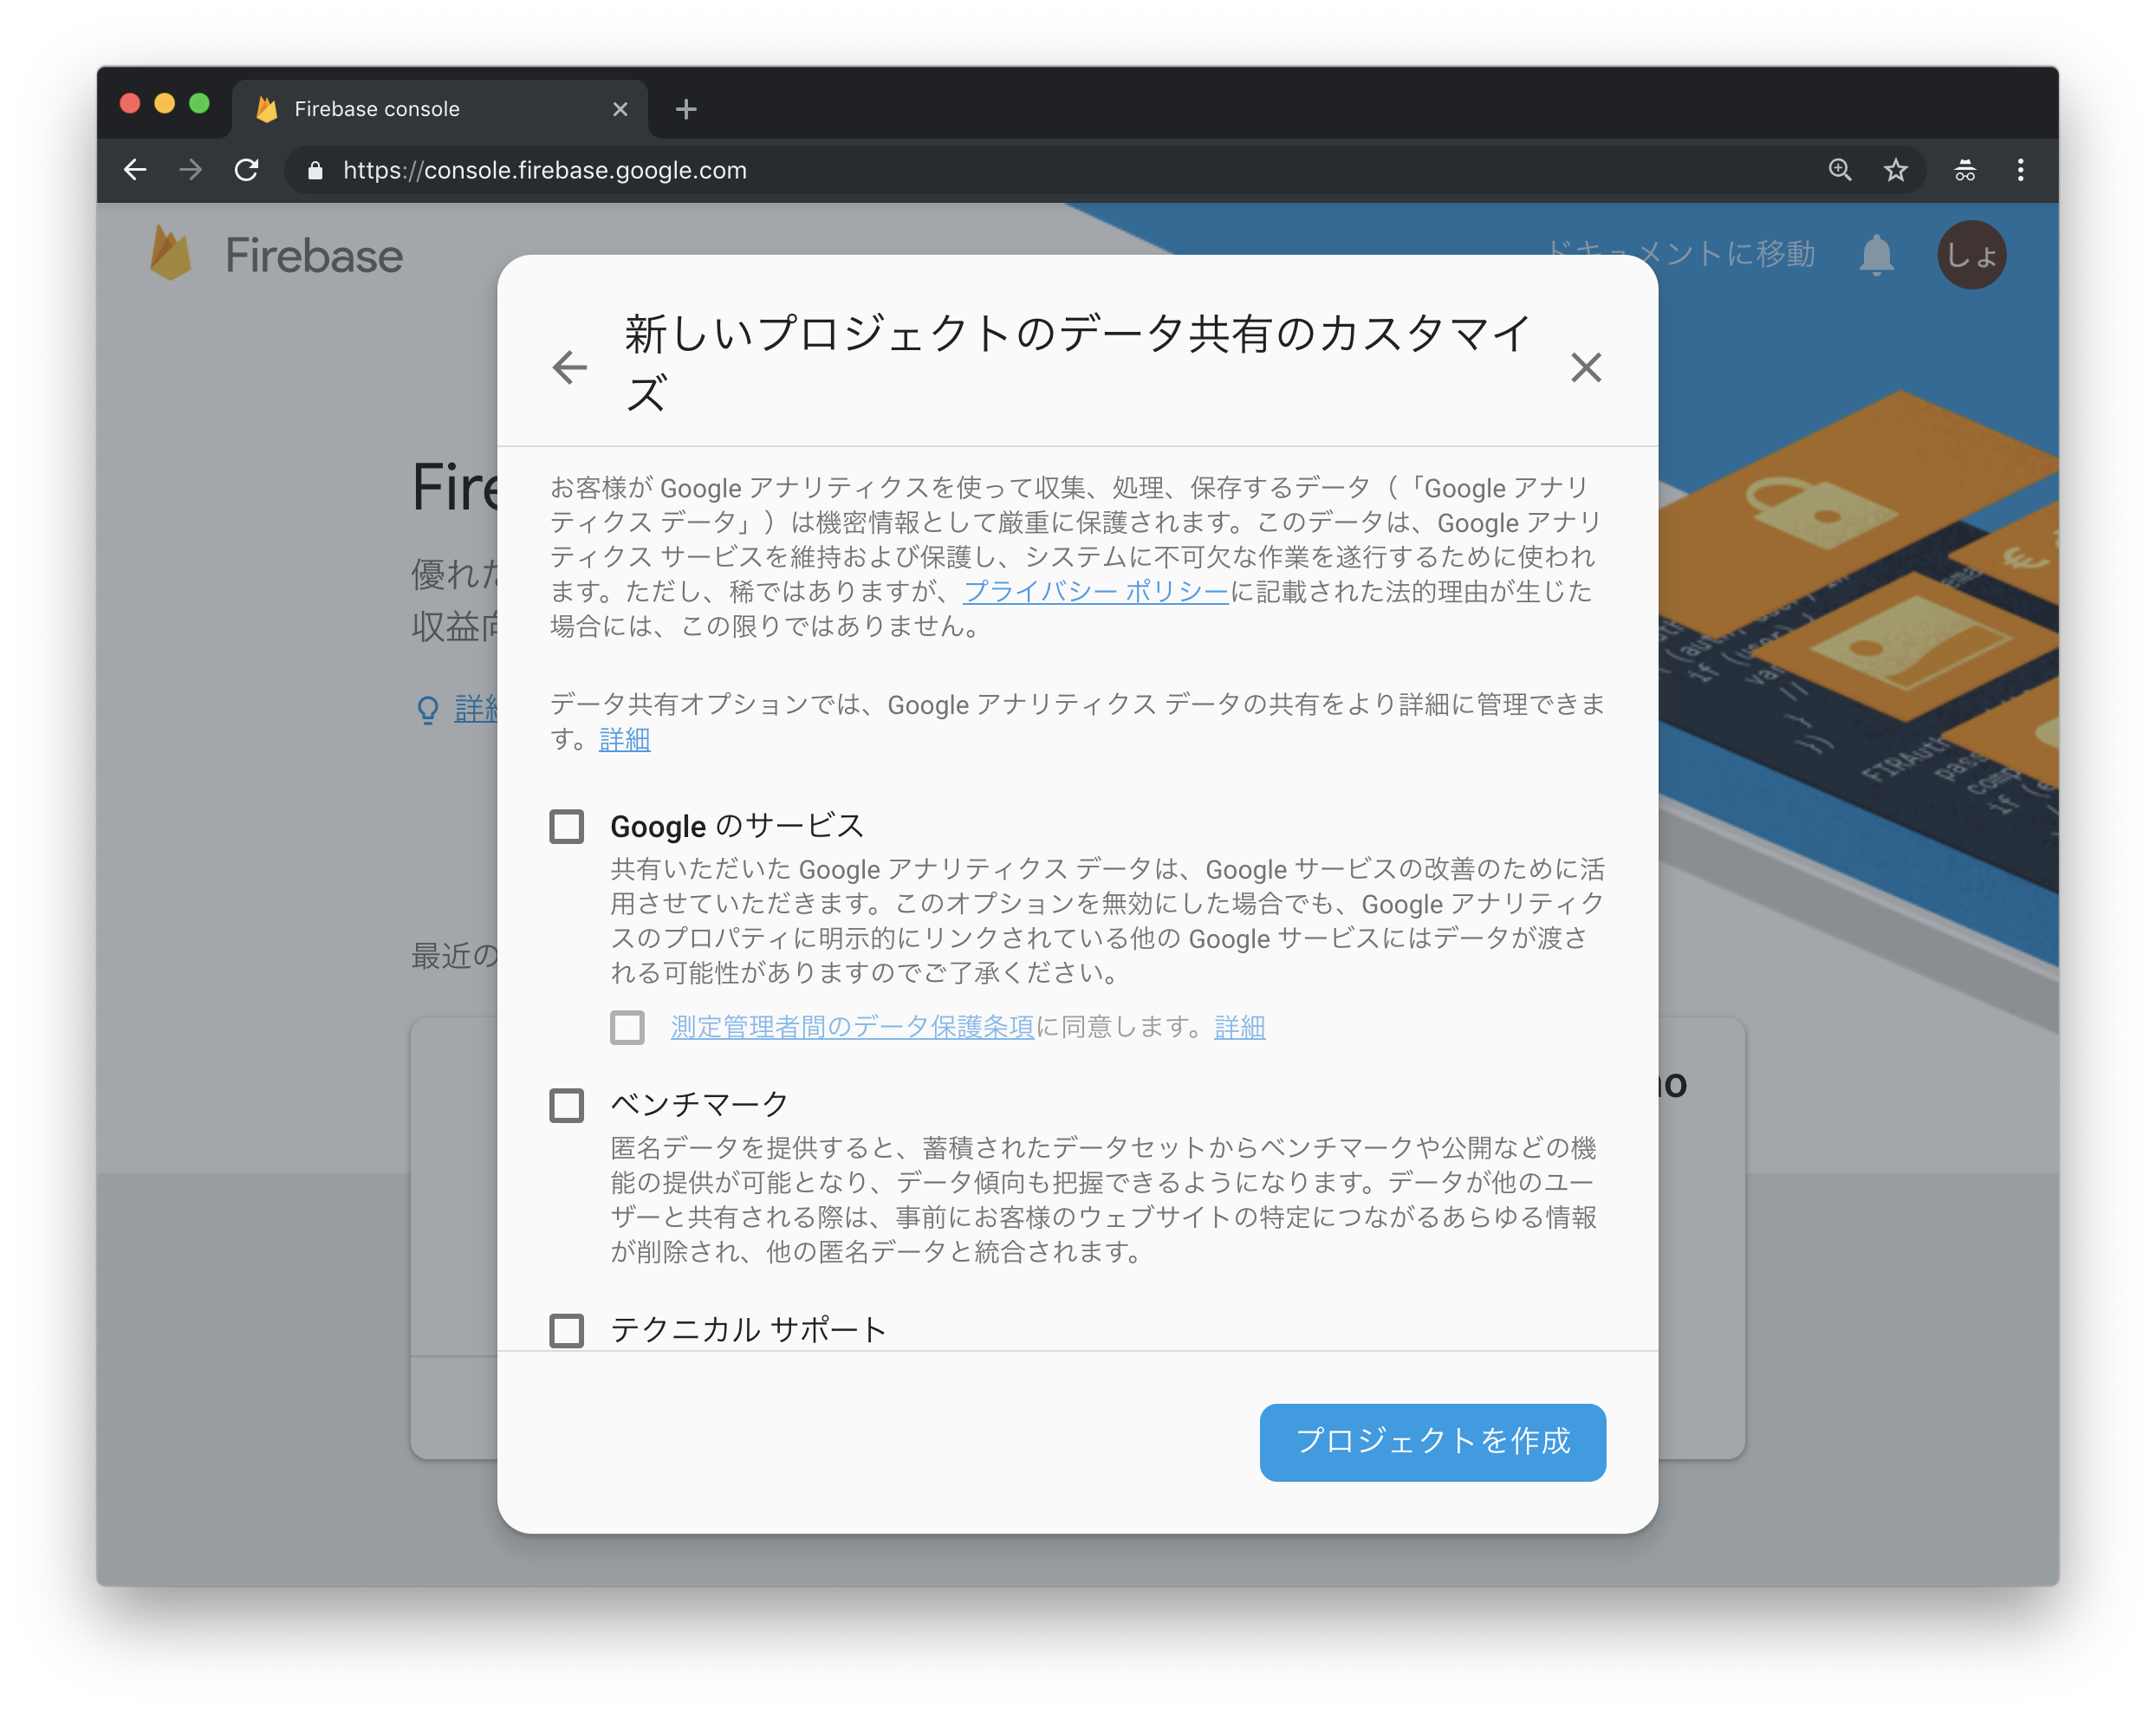 Firebase console
https://console.firebase.google.com
Firebase
ドキュメントに移動
しょ
新しいプロジェクトのデータ共有のカスタマイ
ズ
Fire
優れた
収益向
詳細
最近の
お客様が Google アナリティクスを使って収集、処理、保存するデータ（「Google アナリ
ティクス データ」）は機密情報として厳重に保護されます。このデータは、Google アナリ
ティクス サービスを維持および保護し、システムに不可欠な作業を遂行するために使われ
ます。ただし、稀ではありますが、プライバシー ポリシーに記載された法的理由が生じた
場合には、この限りではありません。
データ共有オプションでは、Google アナリティクス データの共有をより詳細に管理できま
す。詳細
Google のサービス
共有いただいた Google アナリティクス データは、Google サービスの改善のために活
用させていただきます。このオプションを無効にした場合でも、Google アナリティク
スのプロパティに明示的にリンクされている他の Google サービスにはデータが渡さ
れる可能性がありますのでご了承ください。
測定管理者間のデータ保護条項に同意します。詳細
ベンチマーク
匿名データを提供すると、蓄積されたデータセットからベンチマークや公開などの機
能の提供が可能となり、データ傾向も把握できるようになります。データが他のユー
ザーと共有される際は、事前にお客様のウェブサイトの特定につながるあらゆる情報
が削除され、他の匿名データと統合されます。
テクニカル サポート
プロジェクトを作成
if (user) {
//
}
})
FIRAuth